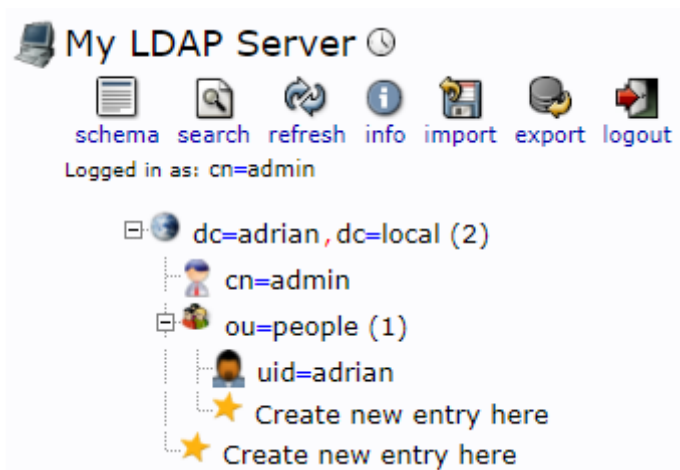 My LDAP Server
schema search refresh info import export logout
Logged in as: cn=admin
dc=adrian,dc=local (2)
cn=admin
ou=people (1)
uid=adrian
Create new entry here
Create new entry here